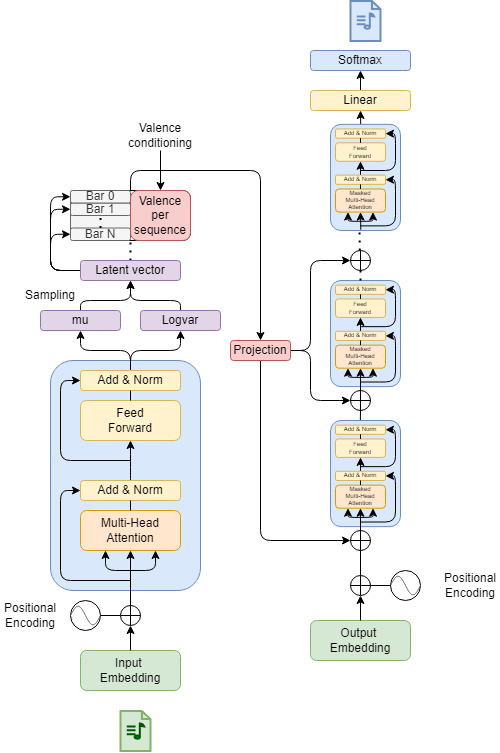 Softmax
Linear
Add & Norm
Feed
Forward
Add & Norm
Masked
Multi-Head
Attention
Valence
conditioning
Bar 0
Bar 1
Bar N
Valence
per
sequence
Latent vector
Sampling
mu
Logvar
Projection
Add & Norm
Feed
Forward
Add & Norm
Masked
Multi-Head
Attention
Add & Norm
Feed
Forward
Add & Norm
Multi-Head
Attention
Add & Norm
Feed
Forward
Add & Norm
Masked
Multi-Head
Attention
Positional
Encoding
Input
Embedding
Positional
Encoding
Output
Embedding